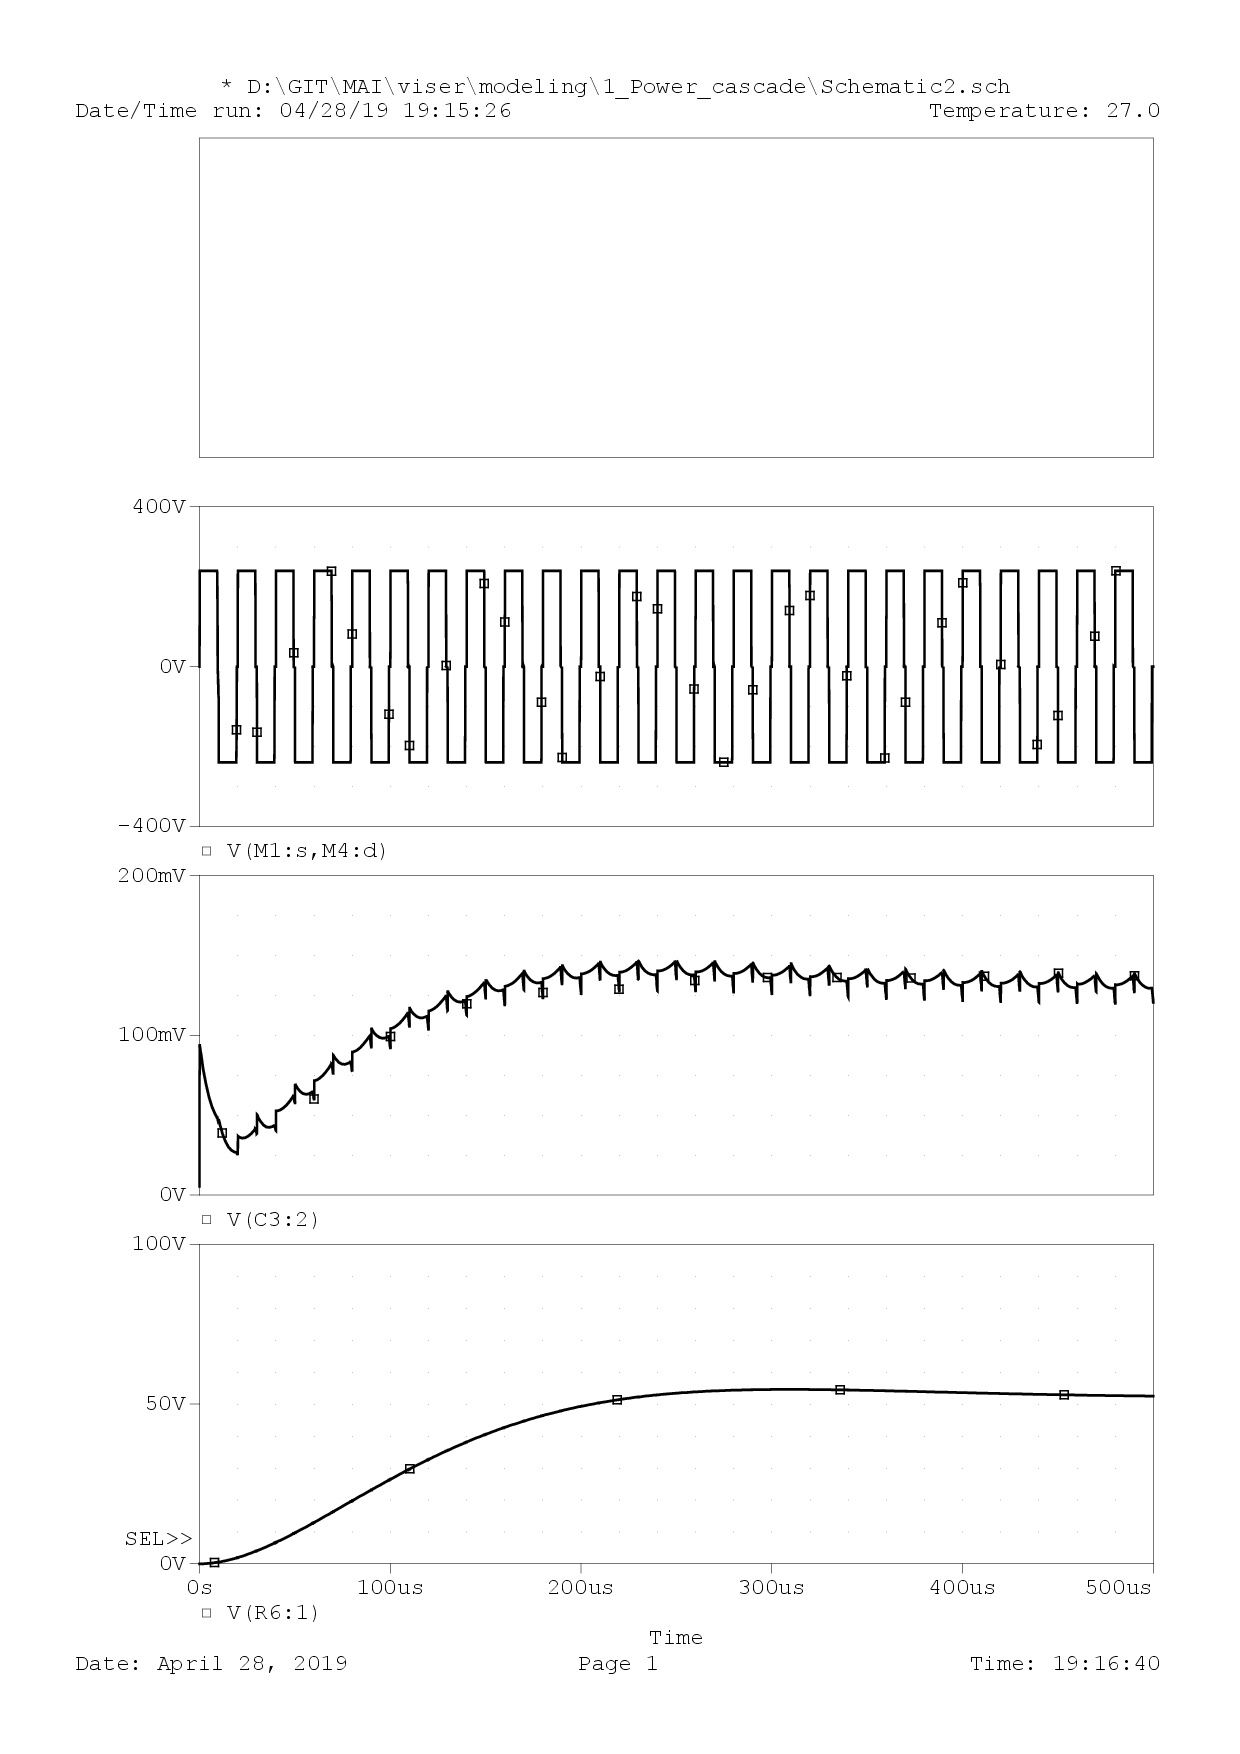 * D:\GIT\MAI\viser\modeling\1_Power_cascade\Schematic2.sch
Date/Time run: 04/28/19 19:15:26 Temperature: 27.0
400V
0V
-400V
V(M1:s,M4:d)
200mV
100mV
0V
V(C3:2)
100V
50V
SEL>>
0V
0s 100us 200us 300us 400us 500us
V(R6:1)
Time
Date: April 28, 2019 Page 1 Time: 19:16:40